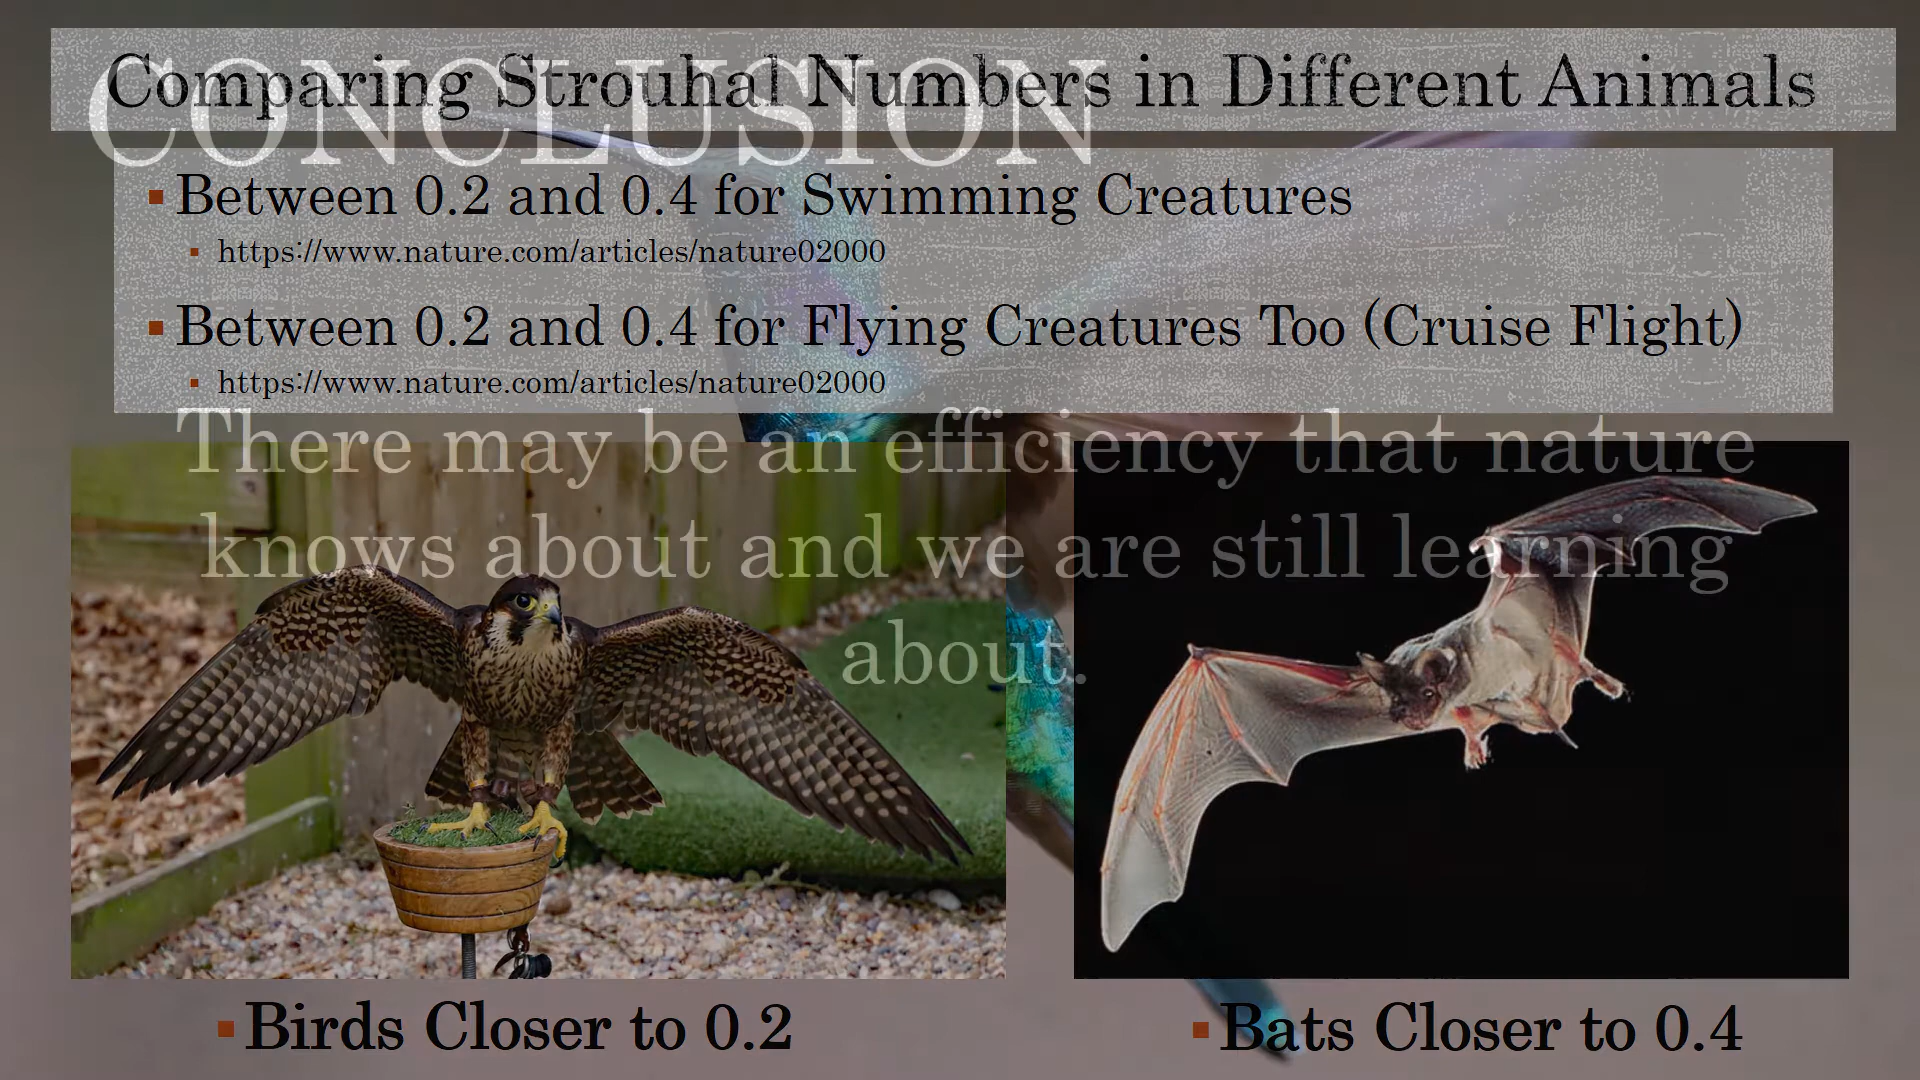 Comparing Strouhal Numbers in Different Animals
CONCLUSION
Between 0.2 and 0.4 for Swimming Creatures
https://www.nature.com/articles/nature02000
Between 0.2 and 0.4 for Flying Creatures Too (Cruise Flight)
https://www.nature.com/articles/nature02000
There may be an efficiency that nature
knows about and we are still learning
about.
Birds Closer to 0.2
Bats Closer to 0.4